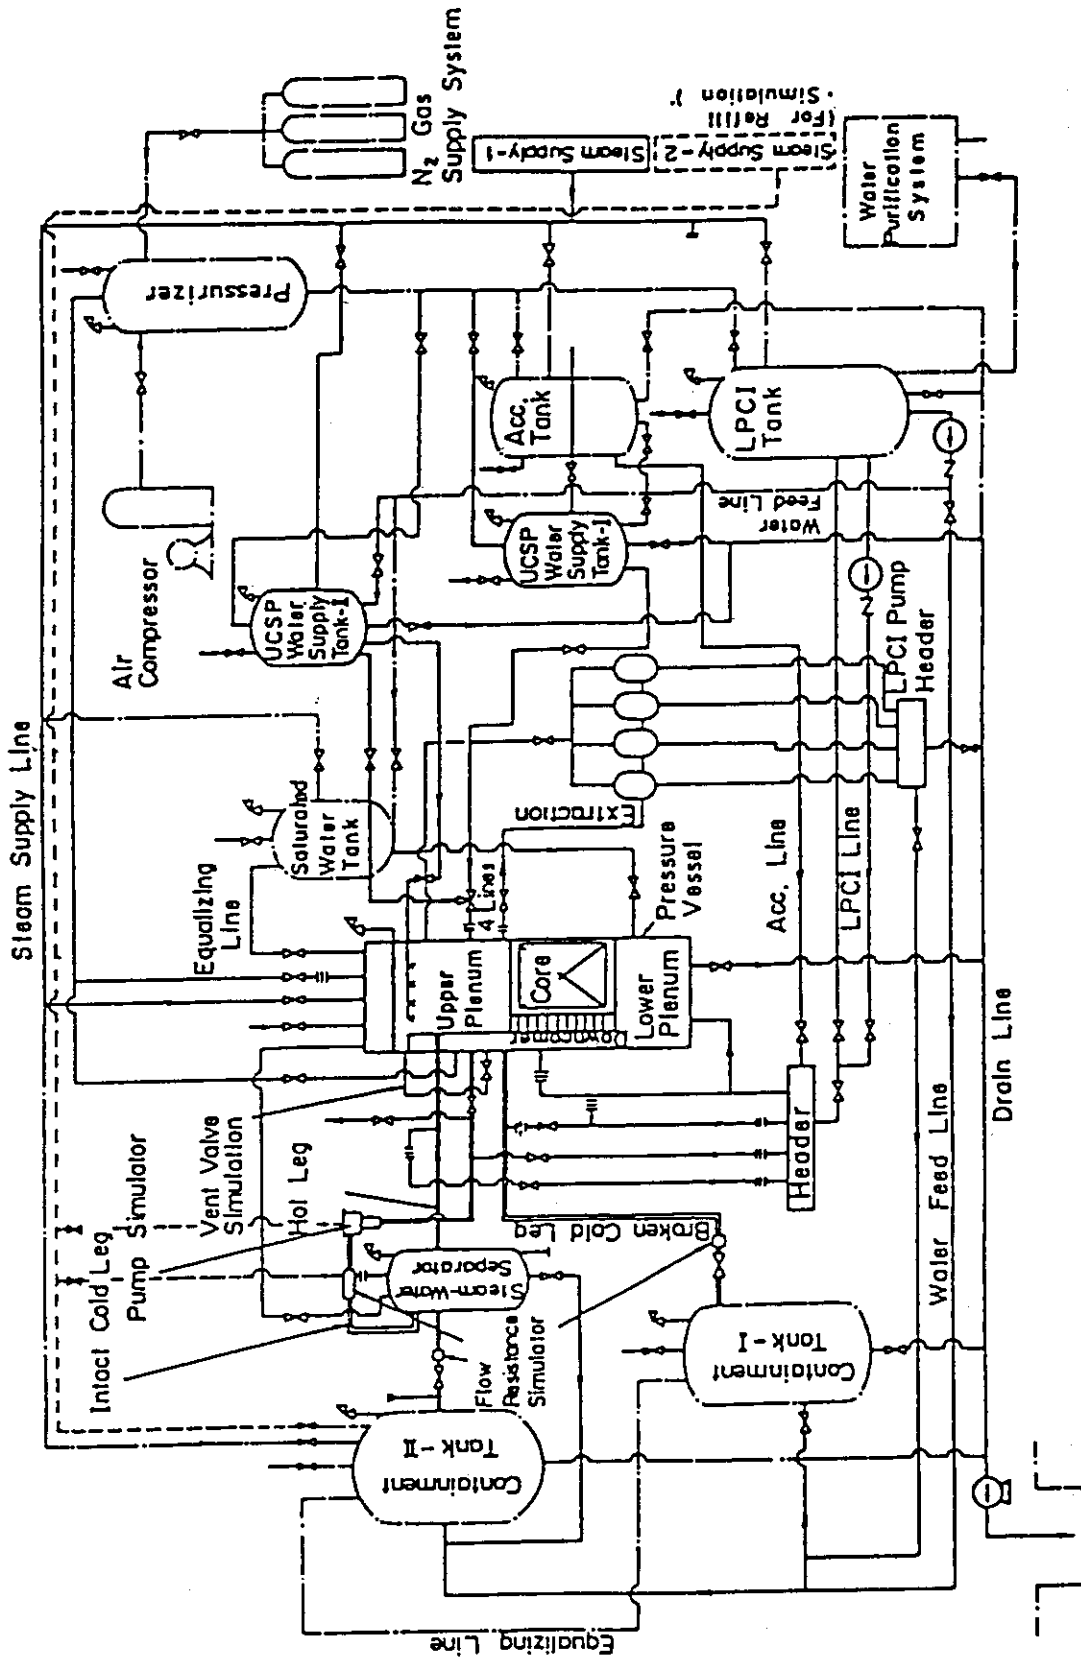 Steam Supply Line
N₂ Gas
Supply System
Steam Supply-1
Steam Supply-2
(For Refill
Simulation)
Water
Purification
System
Pressurizer
Air
Compressor
Acc.
Tank
LPCI
Tank
UCSP
Water
Supply
Tank-I
UCSP
Water
Supply
Tank-I
Water
Feed Line
LPCI Pump
Header
Saturated
Water
Tank
Extraction
Equalizing
Line
4 Lines
Pressure
Vessel
Acc. Line
LPCI Line
Upper
Plenum
Core
Downcomer
Lower
Plenum
Vent Valve
Simulation
Hot Leg
Pump Simulator
Intact Cold Leg
Steam-Water
Separator
Broken Cold Leg
Header
Drain Line
Water Feed Line
Flow
Resistance
Simulator
Containment
Tank-II
Containment
Tank-I
Equalizing Line